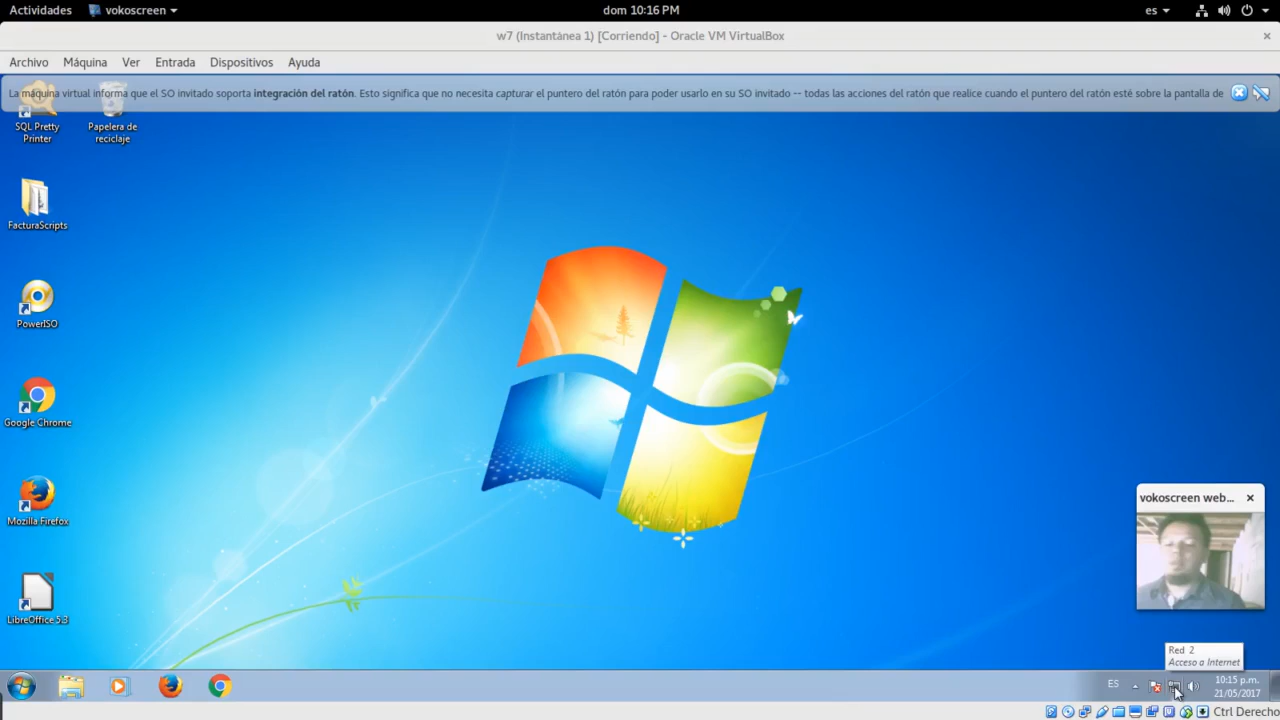 Actividades vokoscreen dom 10:16 PM es
w7 (Instantánea 1) [Corriendo] - Oracle VM VirtualBox
Archivo Máquina Ver Entrada Dispositivos Ayuda
La máquina virtual informa que el SO invitado soporta integración del ratón. Esto significa que no necesita capturar el puntero del ratón para poder usarlo en su SO invitado -- todas las acciones del ratón que realice cuando el puntero del ratón esté sobre la pantalla de
SQL Pretty
Printer
Papelera de
reciclaje
FacturaScripts
PowerISO
Google Chrome
Mozilla Firefox
LibreOffice 5.3
vokoscreen web...
Red 2
Acceso a Internet
ES
10:15 p.m.
21/05/2017
Ctrl Derecho